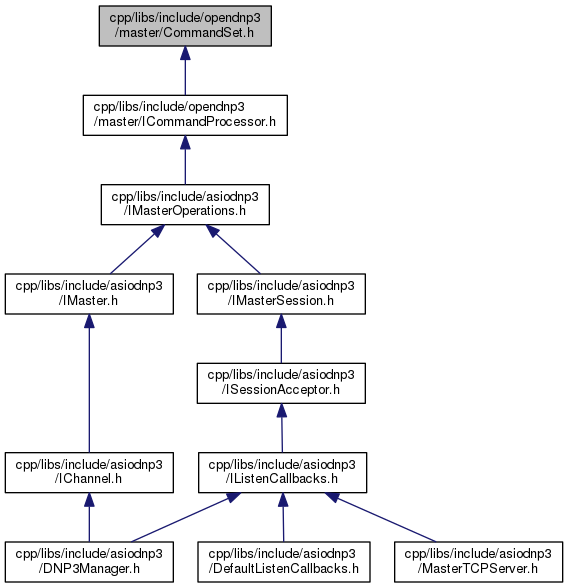 cpp/libs/include/opendnp3
/master/CommandSet.h
cpp/libs/include/opendnp3
/master/ICommandProcessor.h
cpp/libs/include/asiodnp3
/IMasterOperations.h
cpp/libs/include/asiodnp3
/IMaster.h
cpp/libs/include/asiodnp3
/IMasterSession.h
cpp/libs/include/asiodnp3
/ISessionAcceptor.h
cpp/libs/include/asiodnp3
/IChannel.h
cpp/libs/include/asiodnp3
/IListenCallbacks.h
cpp/libs/include/asiodnp3
/DNP3Manager.h
cpp/libs/include/asiodnp3
/DefaultListenCallbacks.h
cpp/libs/include/asiodnp3
/MasterTCPServer.h